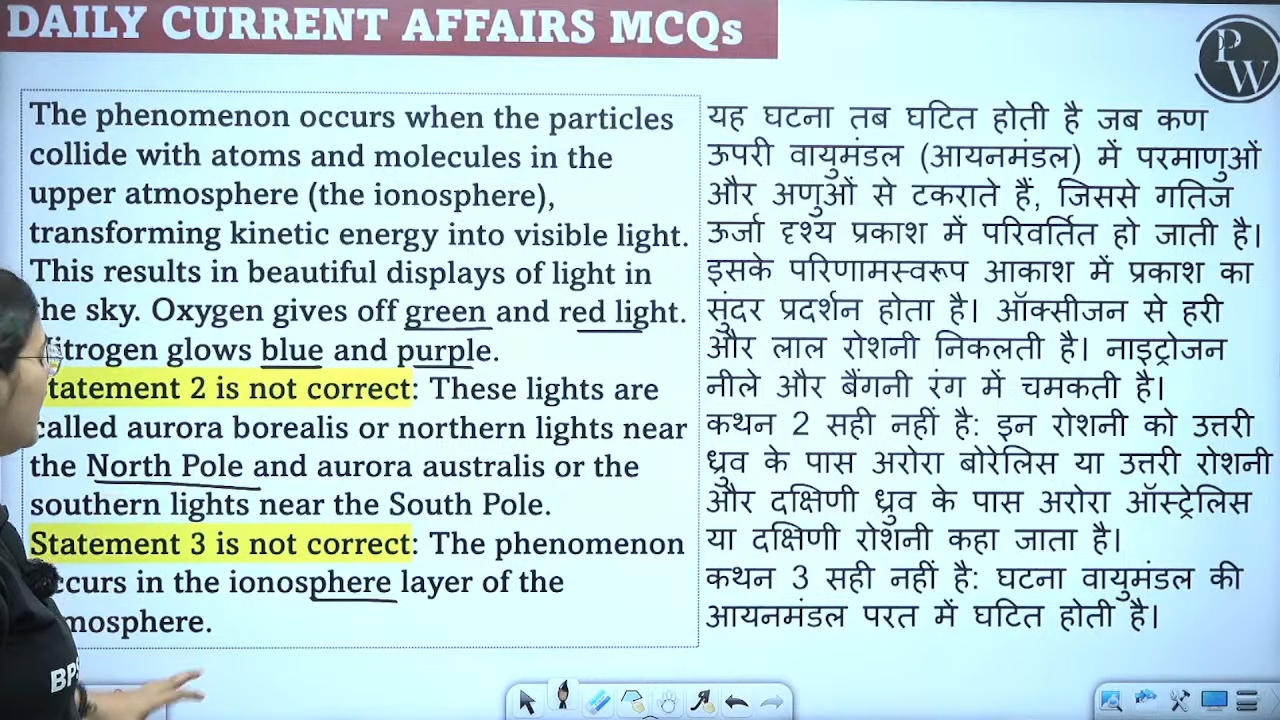 DAILY CURRENT AFFAIRS MCQs
PW
The phenomenon occurs when the particles
collide with atoms and molecules in the
upper atmosphere (the ionosphere),
transforming kinetic energy into visible light.
This results in beautiful displays of light in
the sky. Oxygen gives off green and red light.
Nitrogen glows blue and purple.
Statement 2 is not correct: These lights are
called aurora borealis or northern lights near
the North Pole and aurora australis or the
southern lights near the South Pole.
Statement 3 is not correct: The phenomenon
occurs in the ionosphere layer of the
atmosphere.
यह घटना तब घटित होती है जब कण
ऊपरी वायुमंडल (आयनमंडल) में परमाणुओं
और अणुओं से टकराते हैं, जिससे गतिज
ऊर्जा दृश्य प्रकाश में परिवर्तित हो जाती है।
इसके परिणामस्वरूप आकाश में प्रकाश का
सुंदर प्रदर्शन होता है। ऑक्सीजन से हरी
और लाल रोशनी निकलती है। नाइट्रोजन
नीले और बैंगनी रंग में चमकती है।
कथन 2 सही नहीं है: इन रोशनी को उत्तरी
ध्रुव के पास अरोरा बोरेलिस या उत्तरी रोशनी
और दक्षिणी ध्रुव के पास अरोरा ऑस्ट्रेलिस
या दक्षिणी रोशनी कहा जाता है।
कथन 3 सही नहीं है: घटना वायुमंडल की
आयनमंडल परत में घटित होती है।